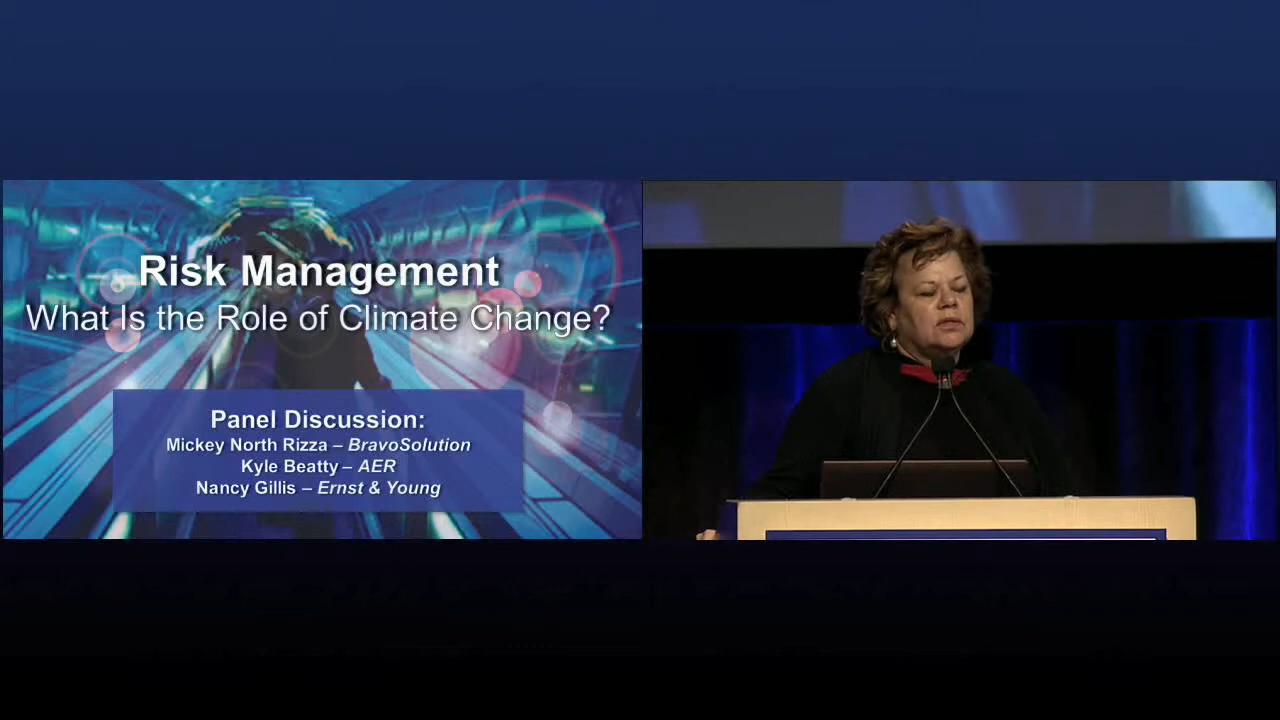 Risk Management
What Is the Role of Climate Change?
Panel Discussion:
Mickey North Rizza – BravoSolution
Kyle Beatty – AER
Nancy Gillis – Ernst & Young